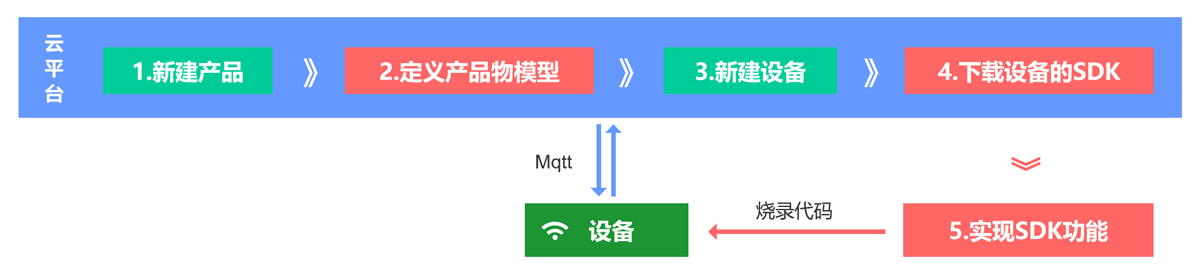 云平台
1.新建产品
2.定义产品物模型
3.新建设备
4.下载设备的SDK
Mqtt
烧录代码
设备
5.实现SDK功能